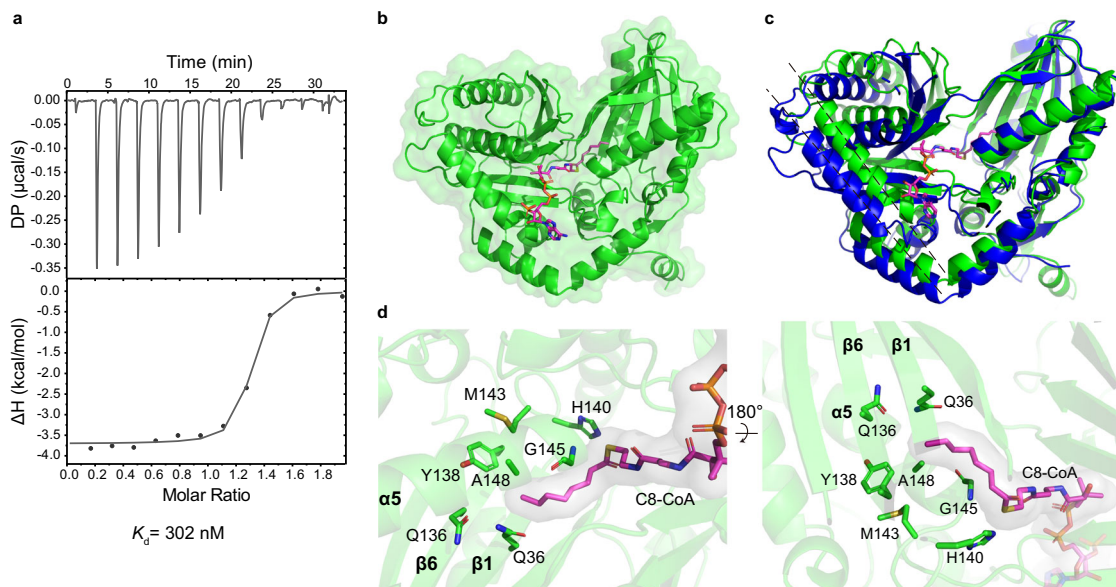 a
Time (min)
0 5 10 15 20 25 30
0.00
-0.05
-0.10
-0.15
-0.20
-0.25
-0.30
-0.35
DP (µcal/s)
0.0
-0.5
-1.0
-1.5
-2.0
-2.5
-3.0
-3.5
-4.0
ΔH (kcal/mol)
0.0 0.2 0.4 0.6 0.8 1.0 1.2 1.4 1.6 1.8
Molar Ratio
Kd= 302 nM
b
c
d
M143
H140
G145
Y138
A148
C8-CoA
α5
Q136
Q36
β6 β1
180°
β6 β1
α5
Q36
Q136
C8-CoA
Y138
A148
G145
M143
H140